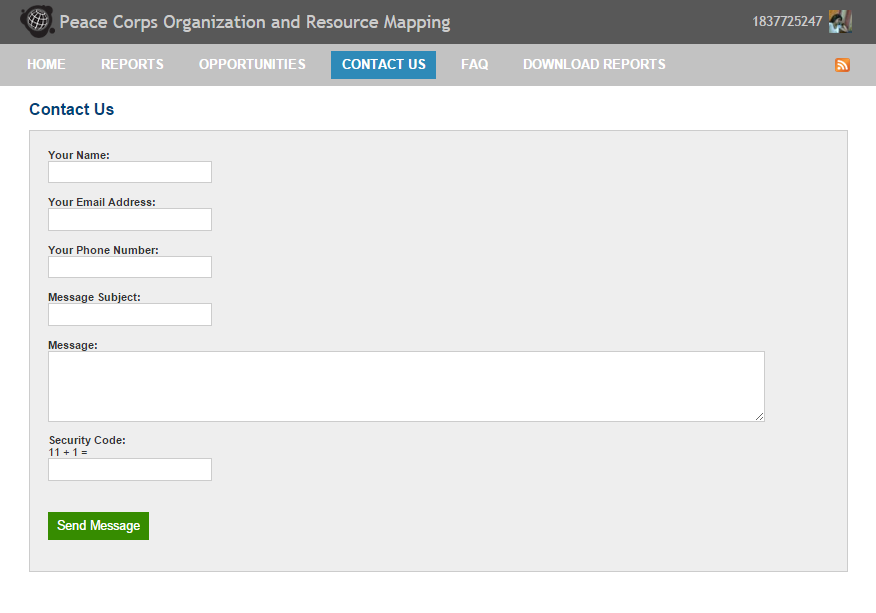 Peace Corps Organization and Resource Mapping
1837725247
HOME REPORTS OPPORTUNITIES CONTACT US FAQ DOWNLOAD REPORTS
Contact Us
Your Name:
Your Email Address:
Your Phone Number:
Message Subject:
Message:
Security Code:
11 + 1 =
Send Message